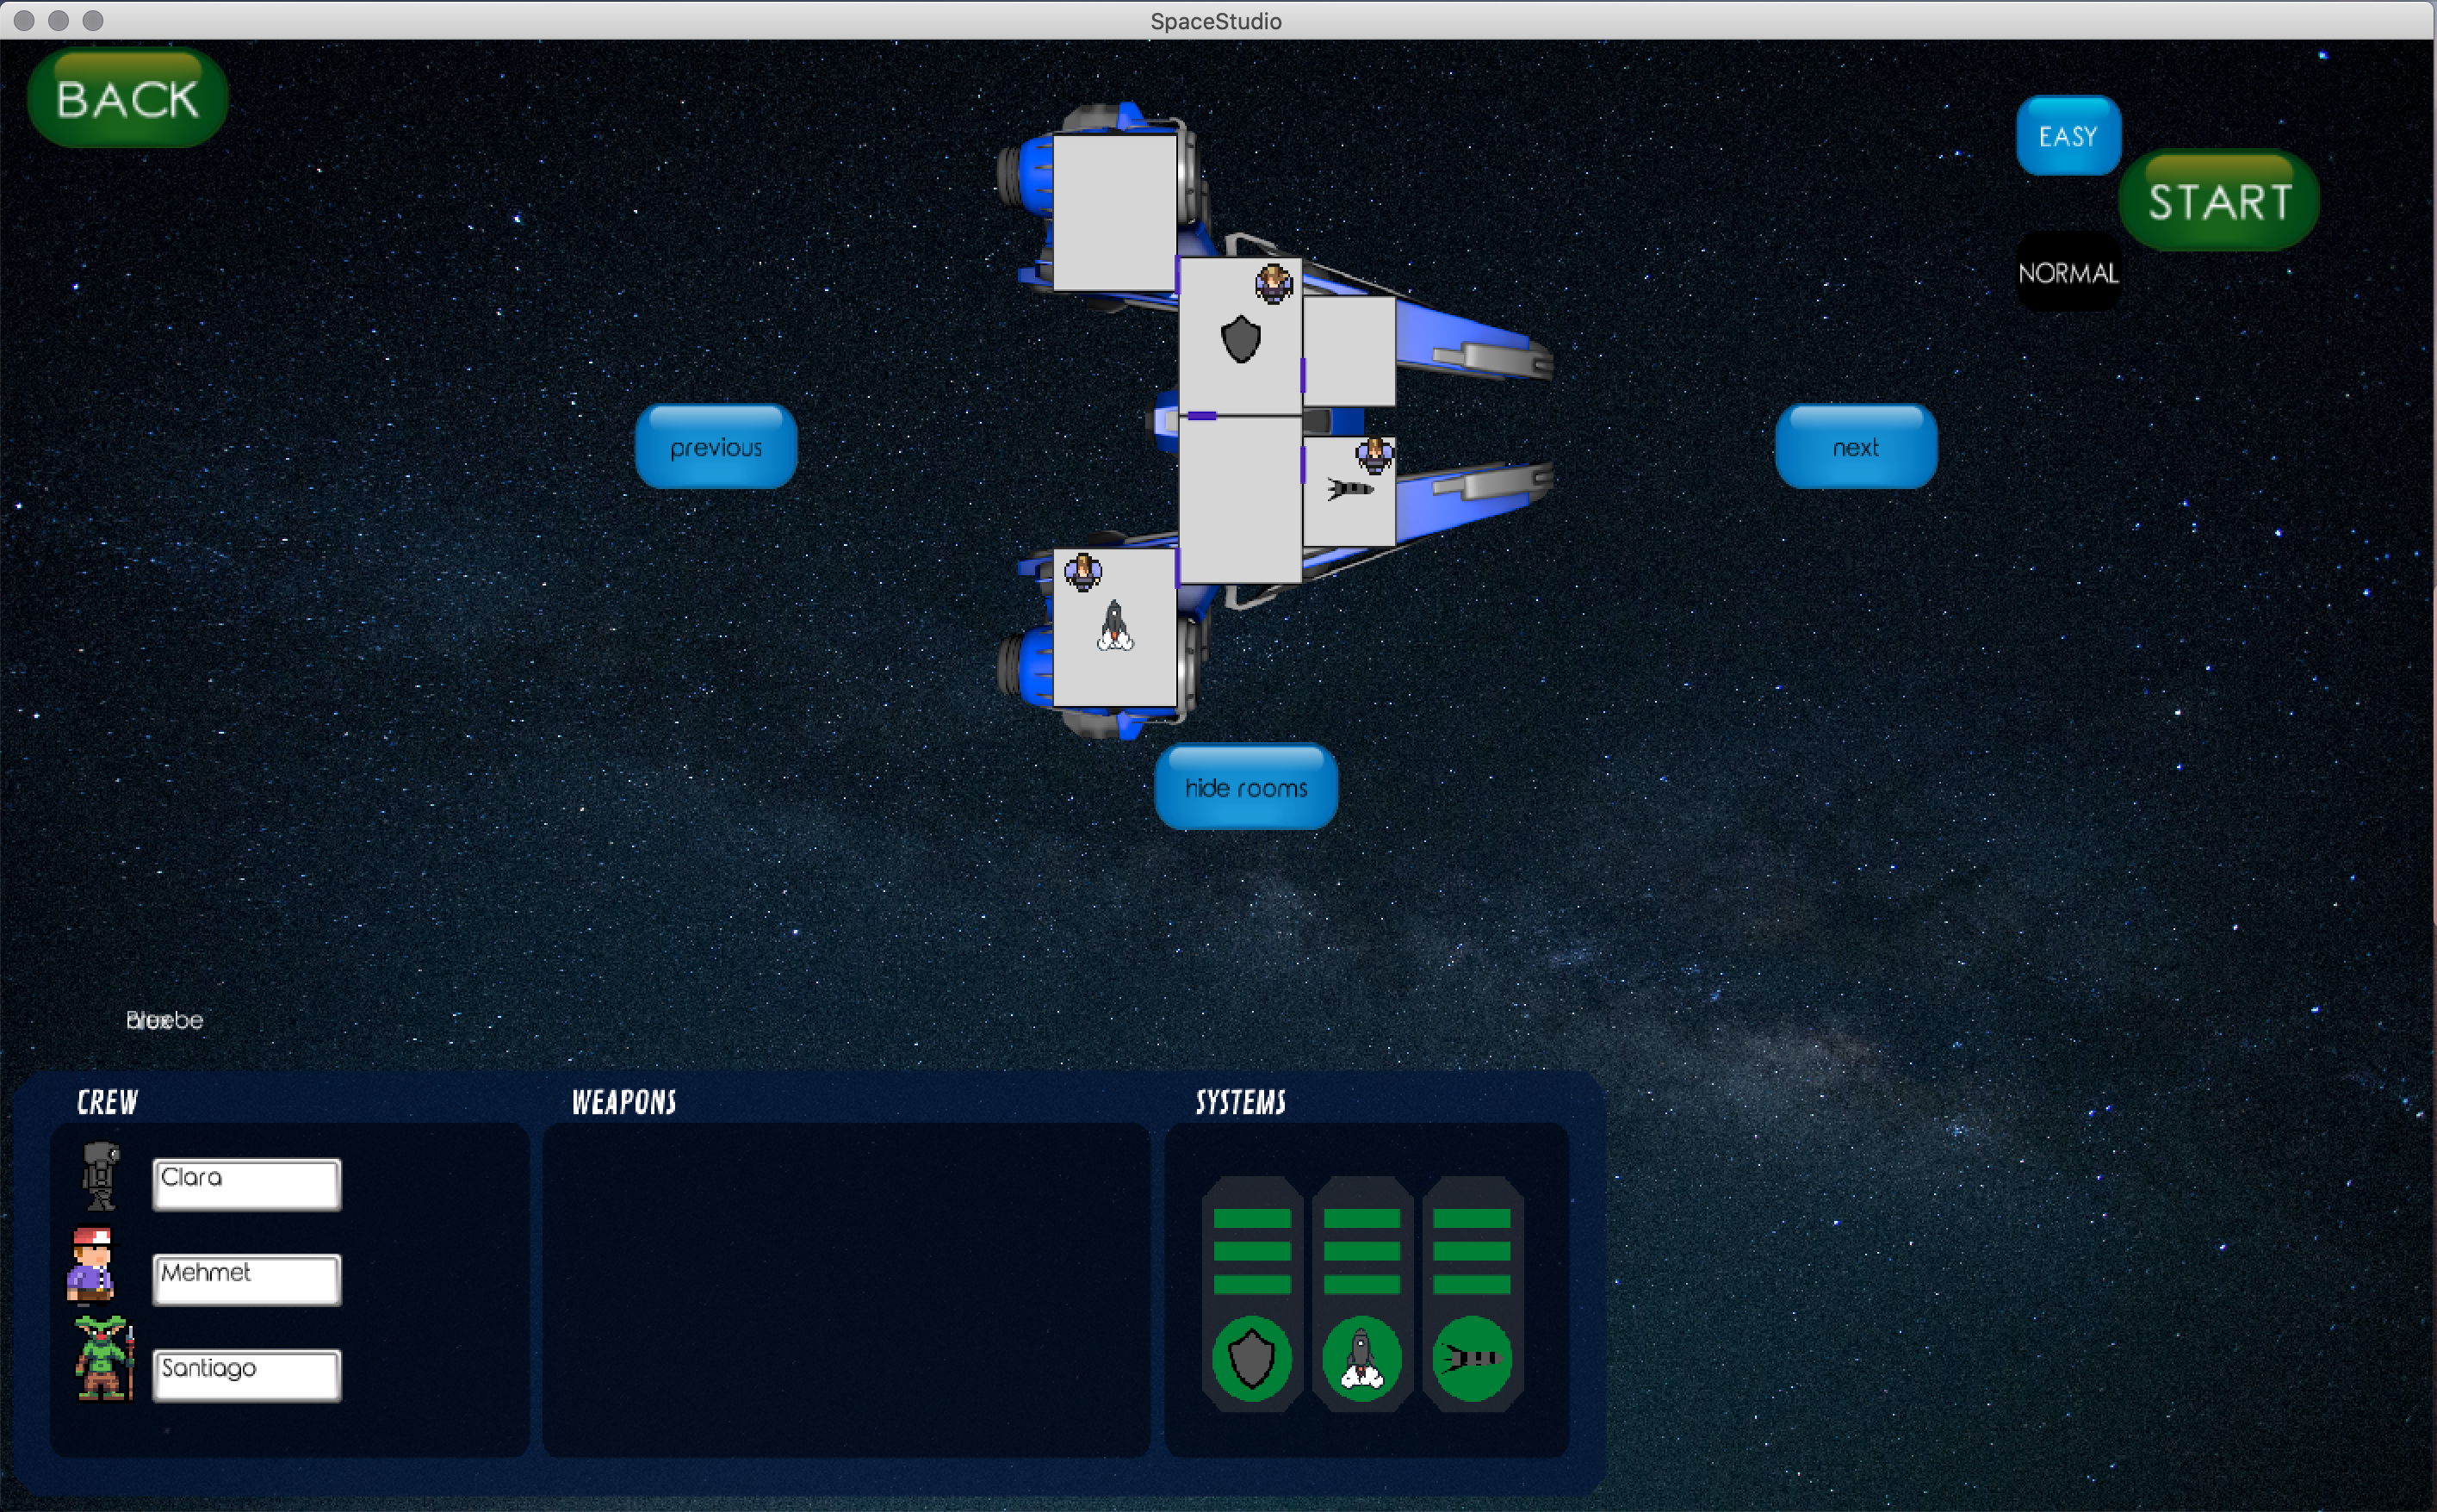 SpaceStudio
BACK
EASY
START
NORMAL
previous
next
hide rooms
CREW
WEAPONS
SYSTEMS
Clara
Mehmet
Santiago